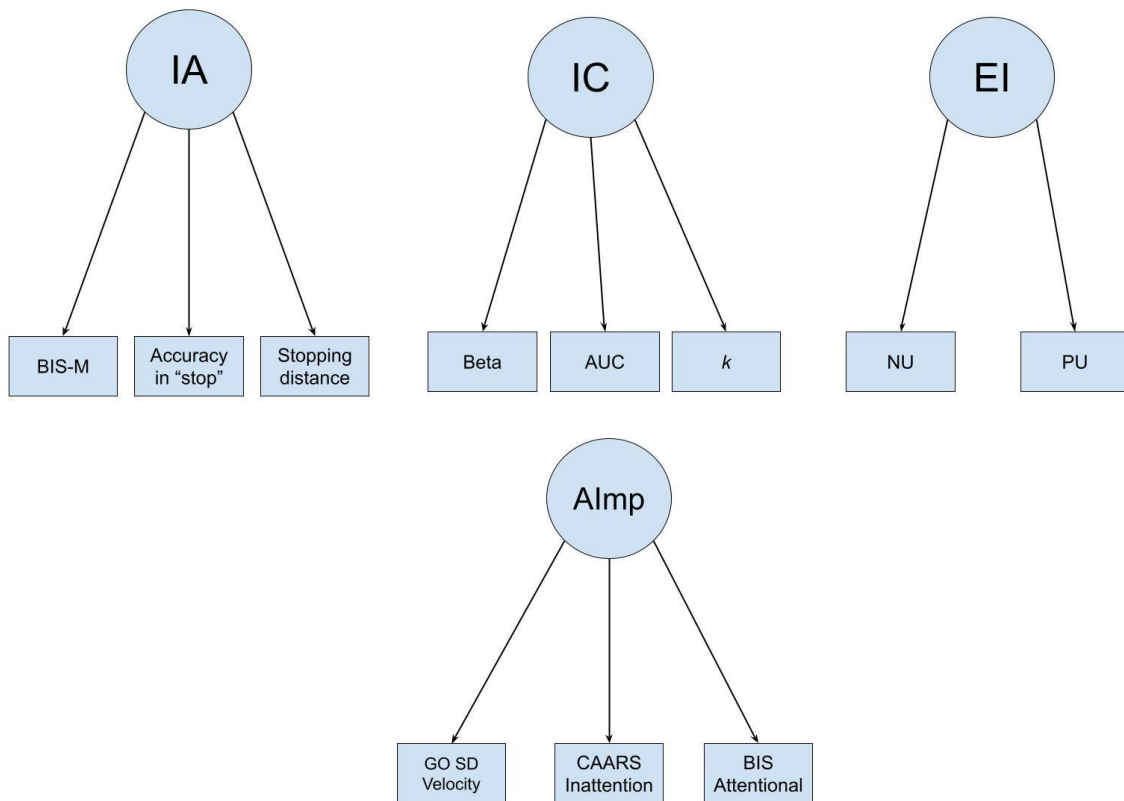 IA
IC
EI
BIS-M
Accuracy
in “stop”
Stopping
distance
Beta
AUC
k
NU
PU
AImp
GO SD
Velocity
CAARS
Inattention
BIS
Attentional